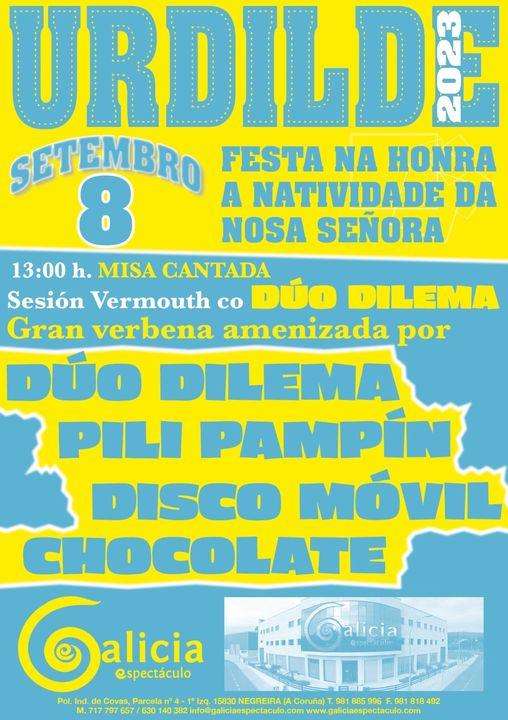 URDILDE 2023
SETEMBRO
8
FESTA NA HONRA
A NATIVIDADE DA
NOSA SEÑORA
13:00 h. MISA CANTADA
Sesión Vermouth co DÚO DILEMA
Gran verbena amenizada por
DÚO DILEMA
PILI PAMPÍN
DISCO MÓVIL
CHOCOLATE
Galicia
espectáculo
Galicia
espectáculo
Pol. Ind. de Covas, Parcela nº 4 - 1º Izq. 15830 NEGREIRA (A Coruña) T. 981 885 996 F. 981 818 492
M. 717 797 657 / 630 140 382 info@galiciaespectaculo.com www.galiciaespectaculo.com